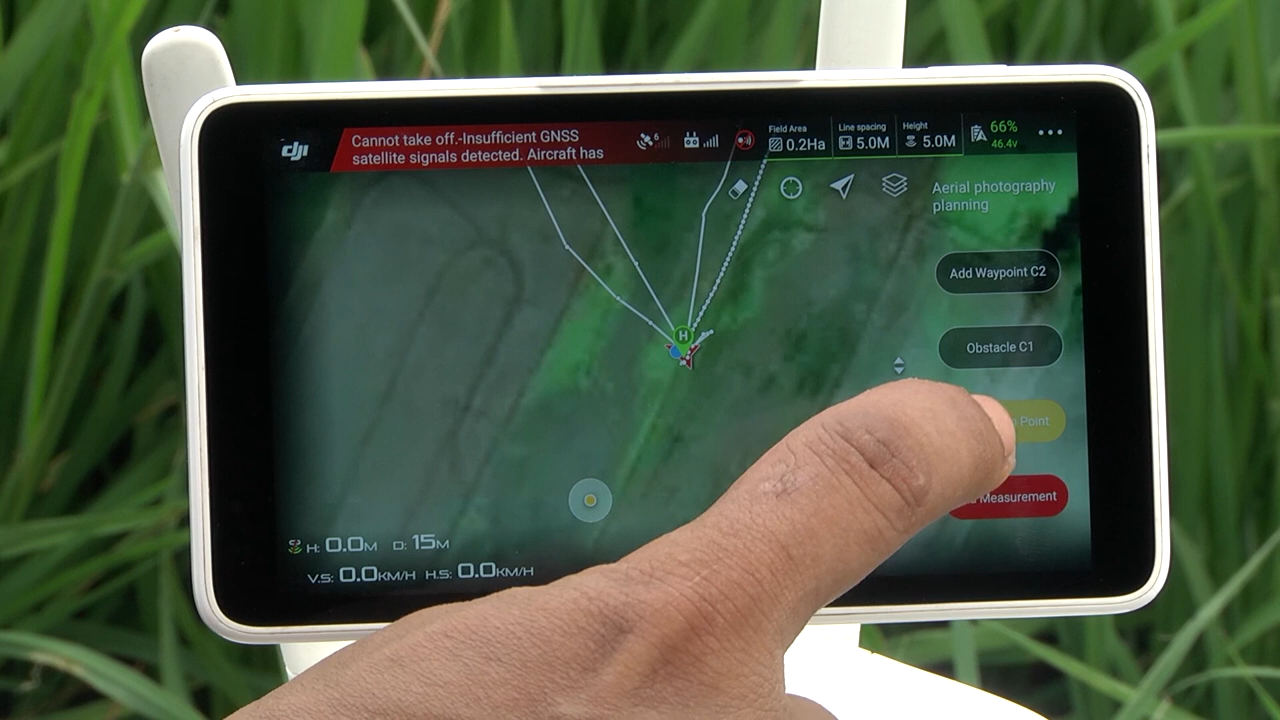 dji
Cannot take off.-Insufficient GNSS
satellite signals detected. Aircraft has
6
Field Area
0.2Ha
Line spacing
5.0M
Height
5.0M
66%
46.4v
Aerial photography
planning
Add Waypoint C2
Obstacle C1
Point
Measurement
H
H: 0.0M D: 15M
V.S: 0.0KM/H H.S: 0.0KM/H